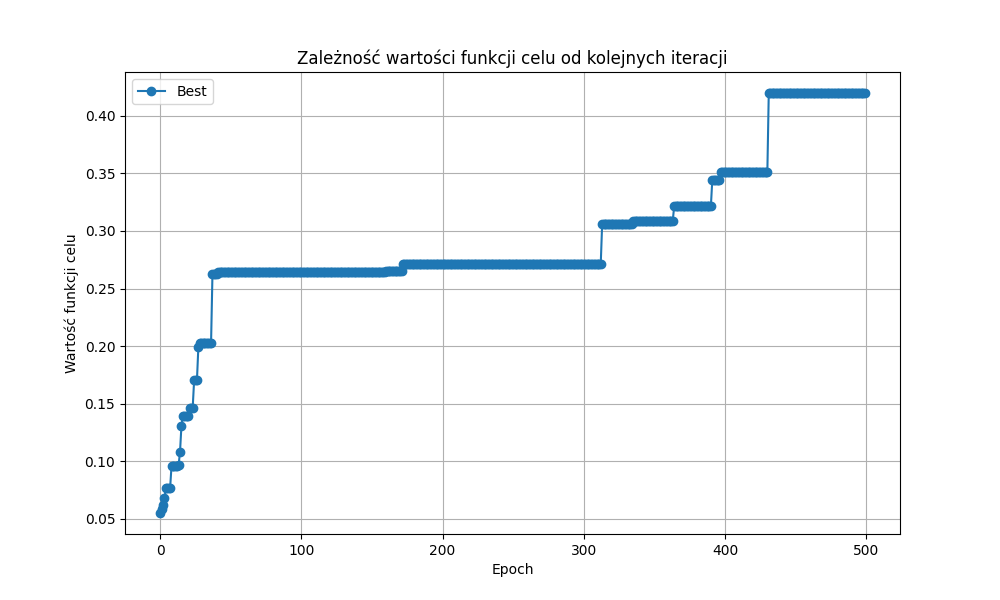 Zależność wartości funkcji celu od kolejnych iteracji
Best
Wartość funkcji celu
0.40
0.35
0.30
0.25
0.20
0.15
0.10
0.05
0 100 200 300 400 500
Epoch